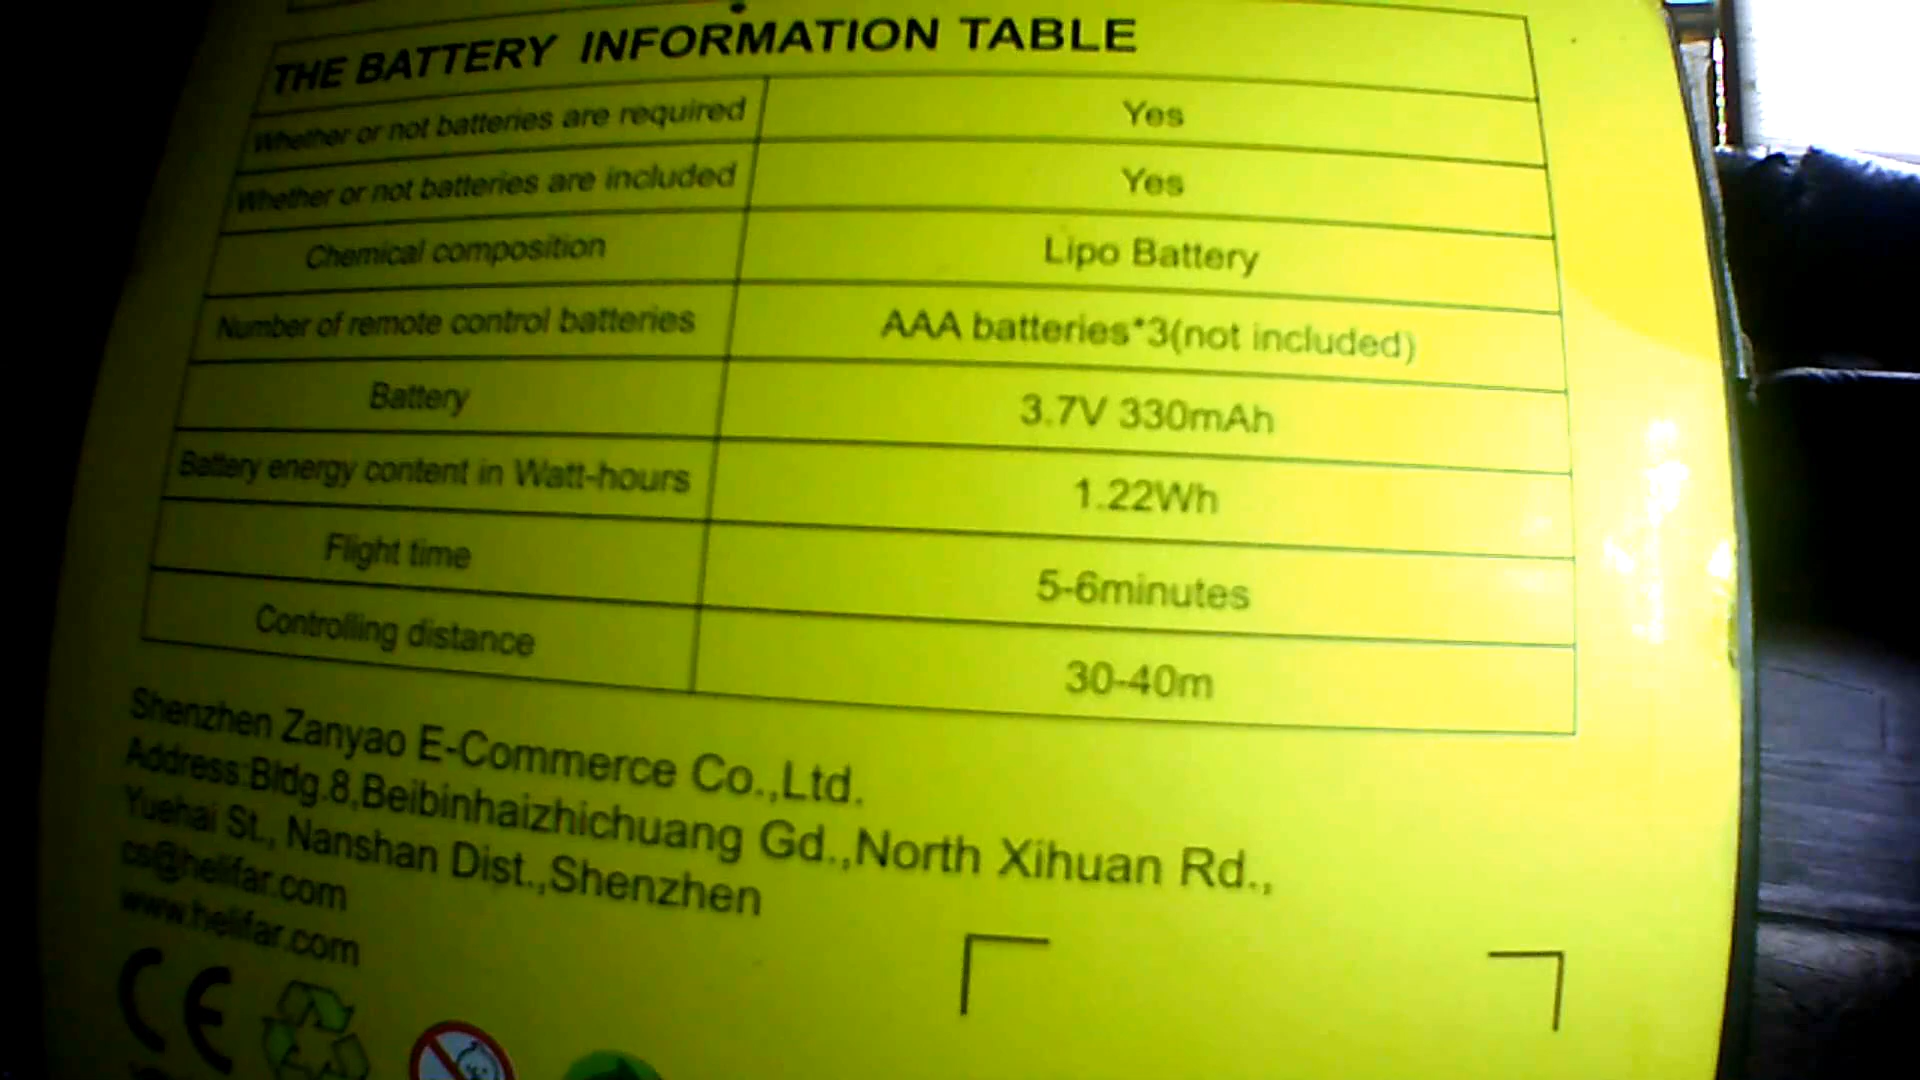 THE BATTERY INFORMATION TABLE
Whether or not batteries are required Yes
Whether or not batteries are included Yes
Chemical composition Lipo Battery
Number of remote control batteries AAA batteries*3(not included)
Battery 3.7V 330mAh
Battery energy content in Watt-hours 1.22Wh
Flight time 5-6minutes
Controlling distance 30-40m
Shenzhen Zanyao E-Commerce Co.,Ltd.
Address:Bldg.8,Beibinhaizhichuang Gd.,North Xihuan Rd.,
Yuehai St., Nanshan Dist.,Shenzhen
cs@helifar.com
www.helifar.com
CE